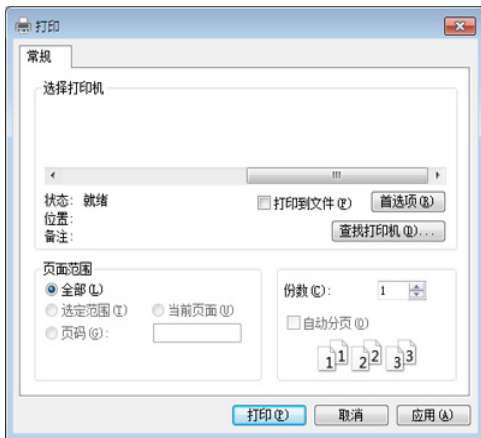 打印
常规
选择打印机
状态: 就绪
位置:
备注:
打印到文件(F)
首选项(R)
查找打印机(D)...
页面范围
全部(L)
选定范围(T)
当前页面(U)
页码(G):
份数(C): 1
自动分页(O)
11 22 33
打印(P)
取消
应用(A)